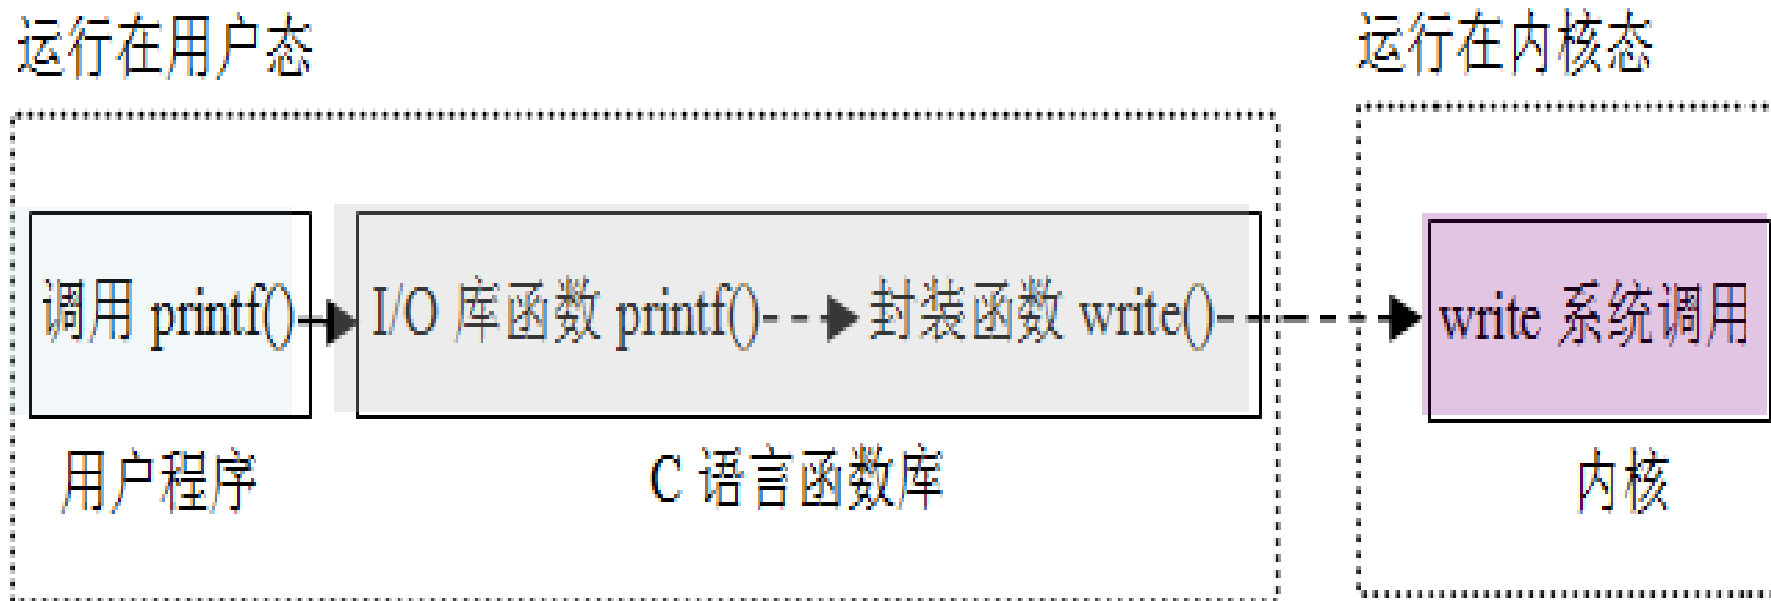 运行在用户态
运行在内核态
调用 printf()
I/O 库函数 printf()
封装函数 write()
write 系统调用
用户程序
C 语言函数库
内核